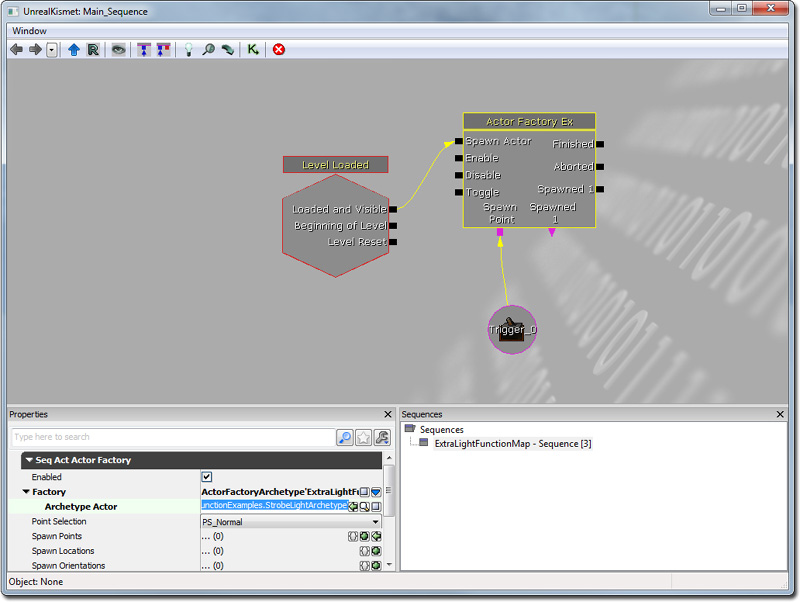 UnrealKismet: Main_Sequence
Window
Actor Factory Ex
Spawn Actor
Finished
Enable
Aborted
Disable
Spawned 1
Toggle
Spawn Point
Spawned 1
Level Loaded
Loaded and Visible
Beginning of Level
Level Reset
Trigger_0
Properties
Type here to search
Seq Act Actor Factory
Enabled
Factory
ActorFactoryArchetype'ExtraLightFu
Archetype Actor
unctionExamples.StrobeLightArchetype'
Point Selection
PS_Normal
Spawn Points
... (0)
Spawn Locations
... (0)
Spawn Orientations
... (0)
Sequences
Sequences
ExtraLightFunctionMap - Sequence [3]
Object: None